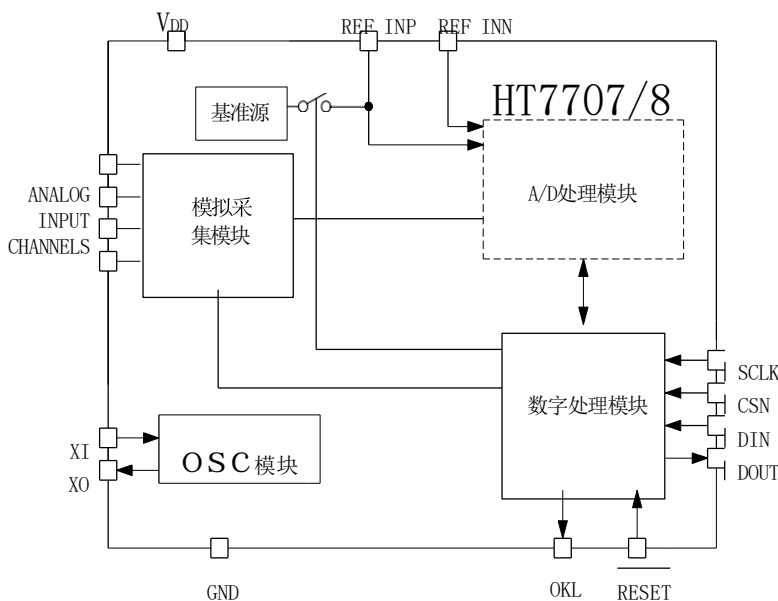 VDD
REF INP
REF INN
基准源
HT7707/8
ANALOG
INPUT
CHANNELS
模拟采
集模块
A/D处理模块
数字处理模块
SCLK
CSN
DIN
DOUT
XI
XO
OSC模块
GND
OKL
RESET